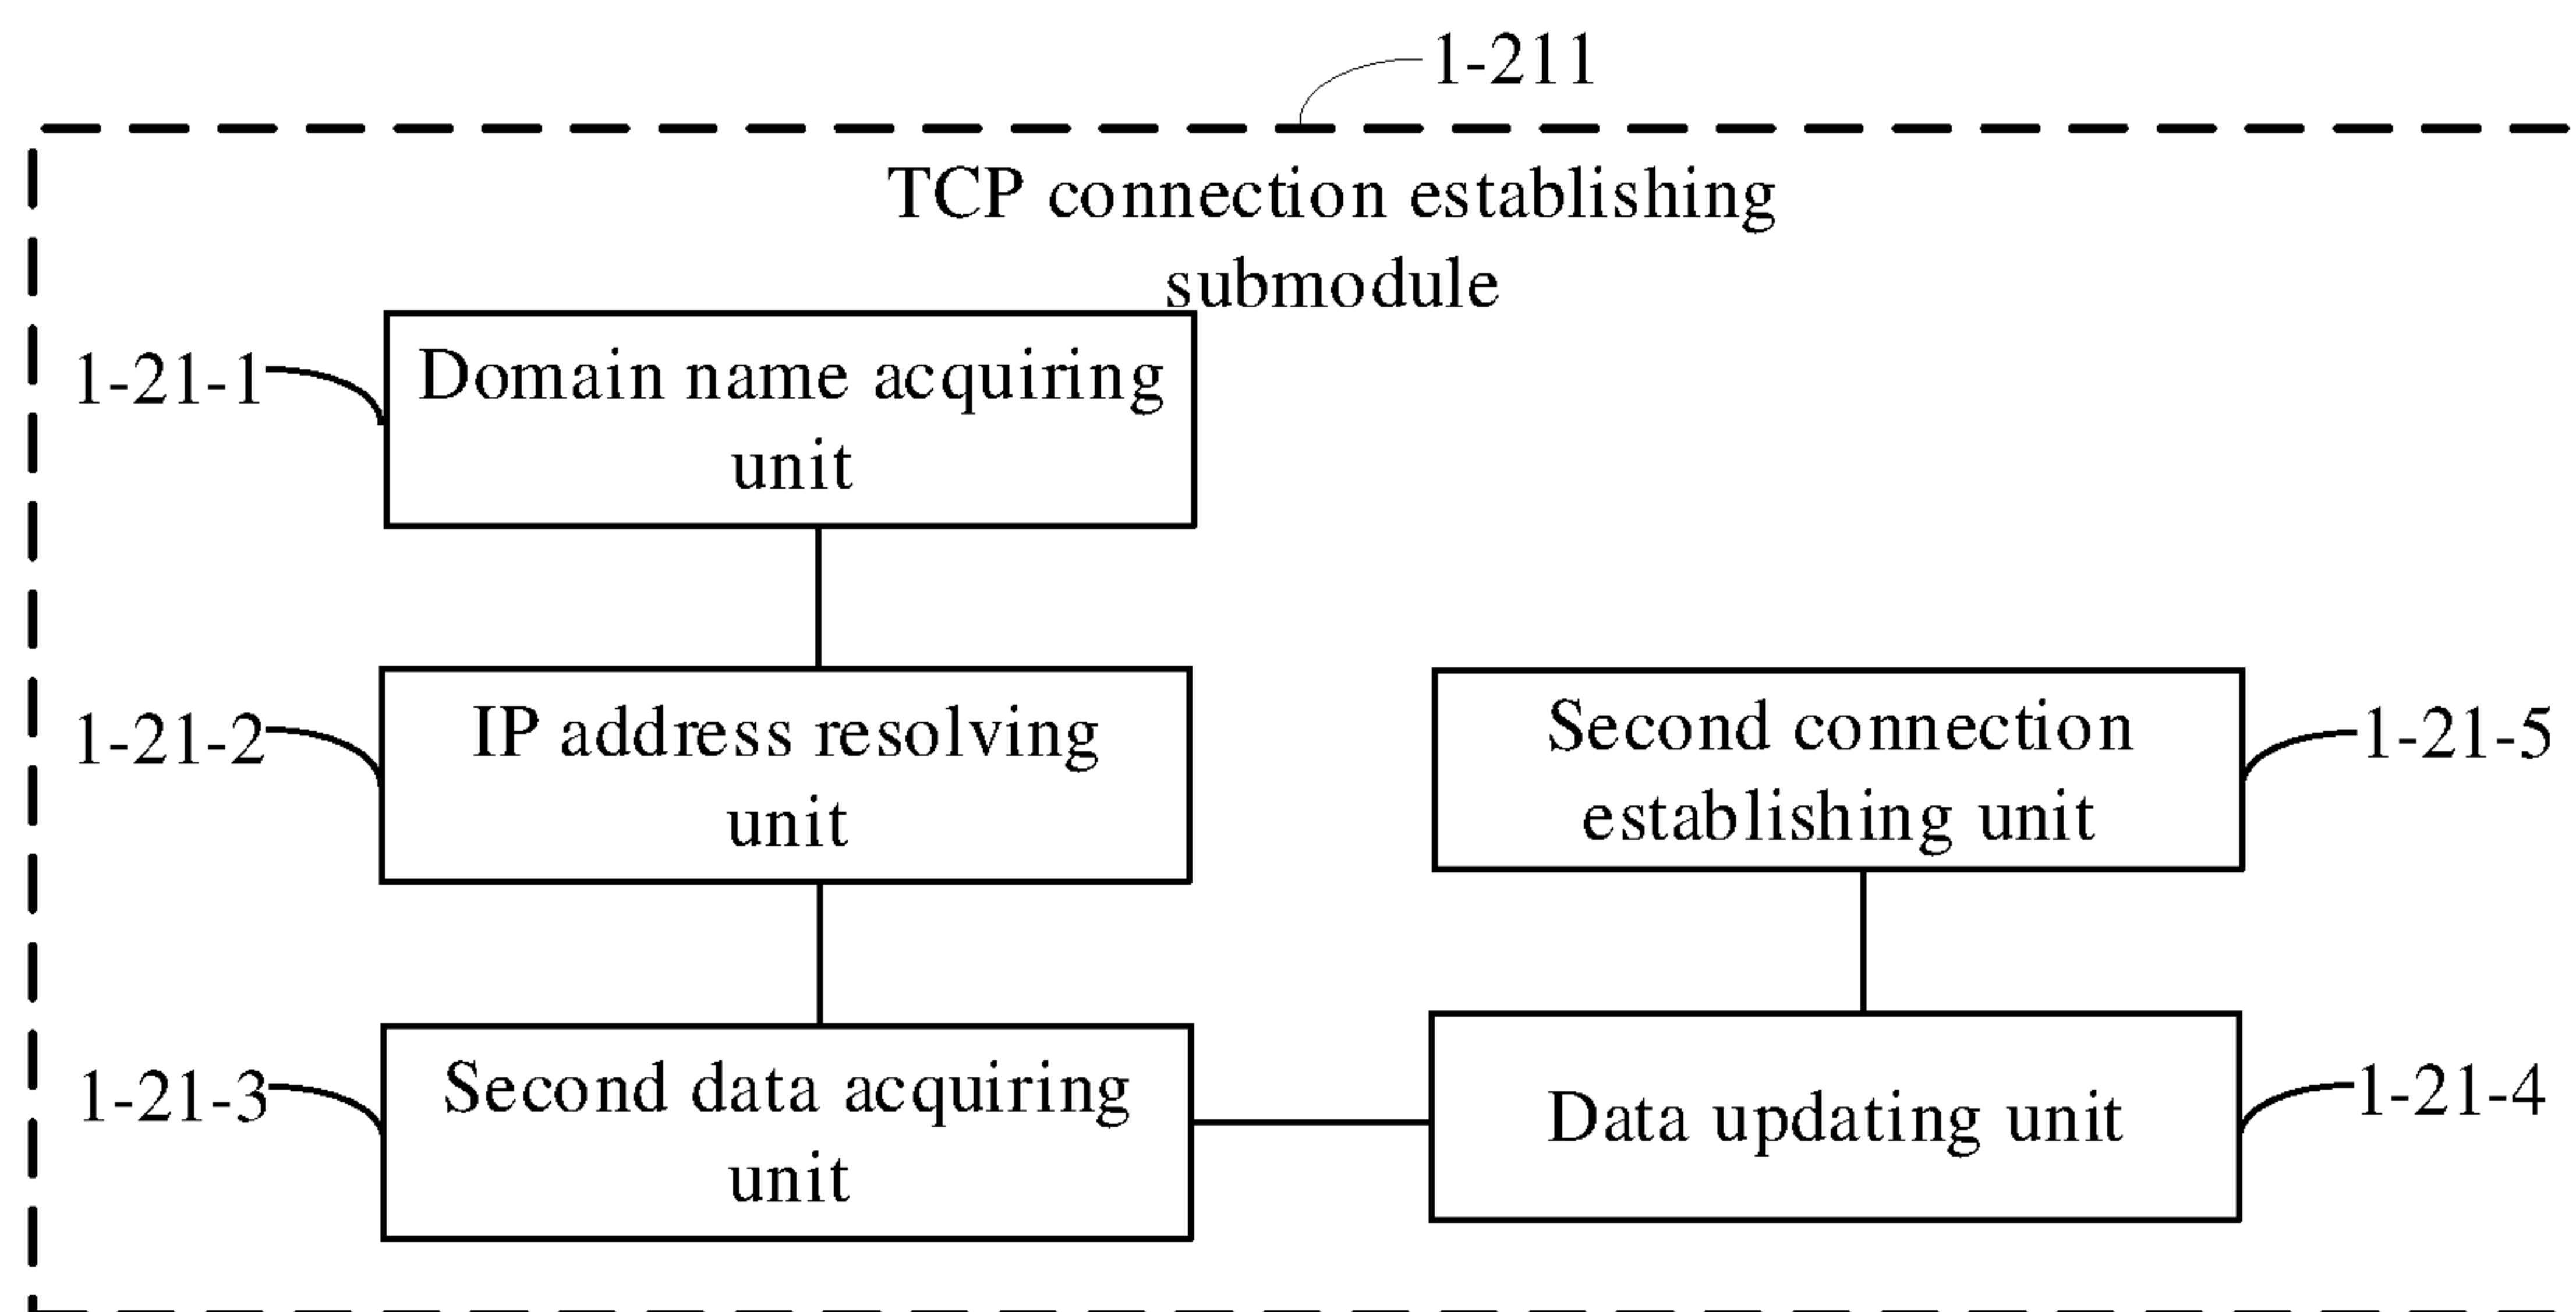 1-211
TCP connection establishing
submodule
1-21-1
Domain name acquiring
unit
1-21-2
IP address resolving
unit
Second connection
establishing unit
1-21-5
1-21-3
Second data acquiring
unit
Data updating unit
1-21-4